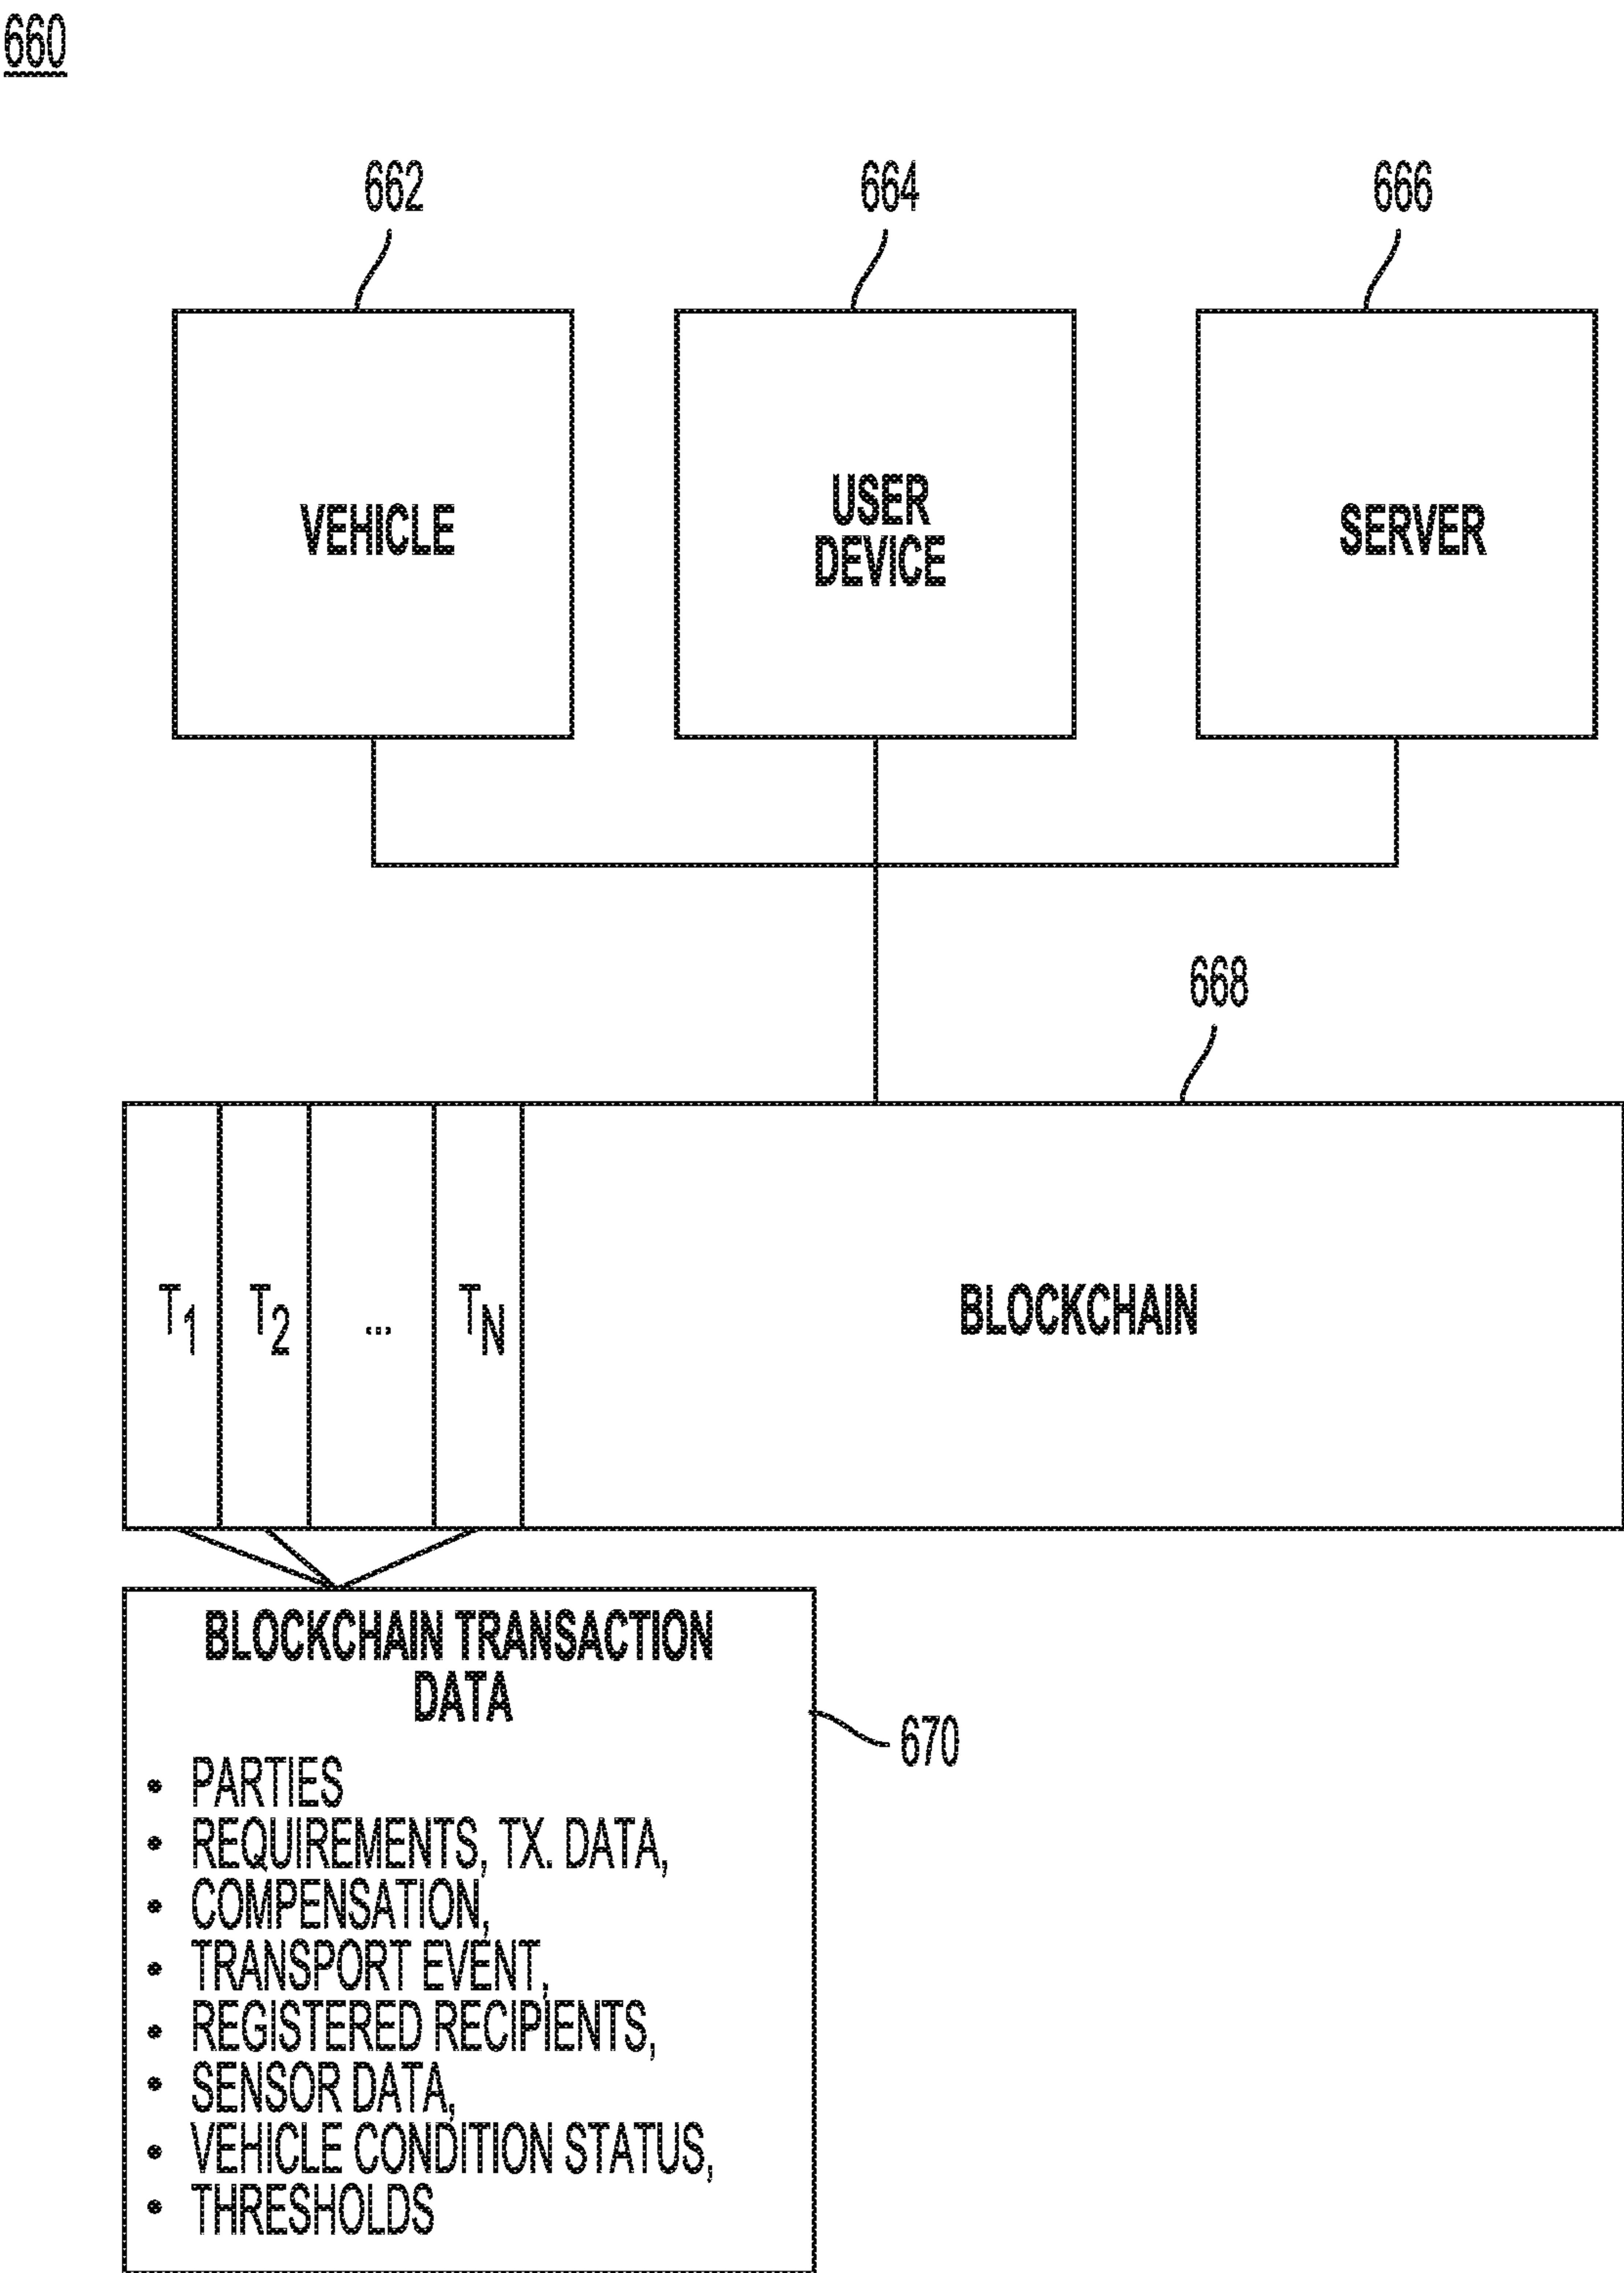 660
662
664
666
VEHICLE
USER
DEVICE
SERVER
668
T1
T2
...
TN
BLOCKCHAIN
BLOCKCHAIN TRANSACTION
DATA
670
• PARTIES
• REQUIREMENTS, TX. DATA,
• COMPENSATION,
• TRANSPORT EVENT,
• REGISTERED RECIPIENTS,
• SENSOR DATA,
• VEHICLE CONDITION STATUS,
• THRESHOLDS